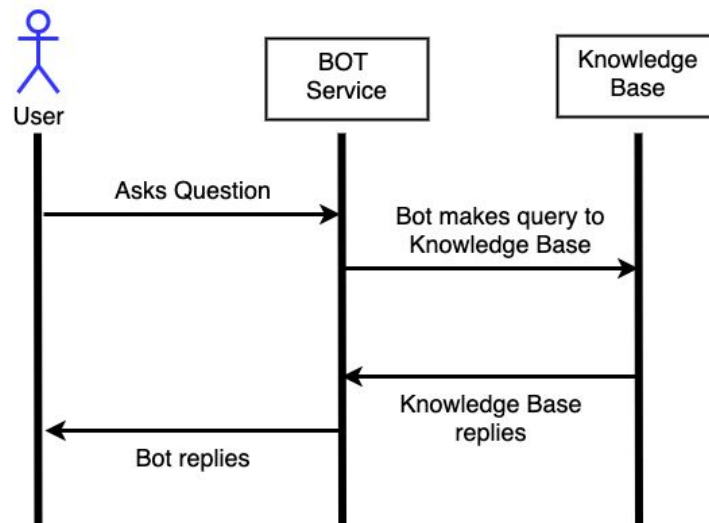 User
BOT
Service
Knowledge
Base
Asks Question
Bot makes query to
Knowledge Base
Knowledge Base
replies
Bot replies